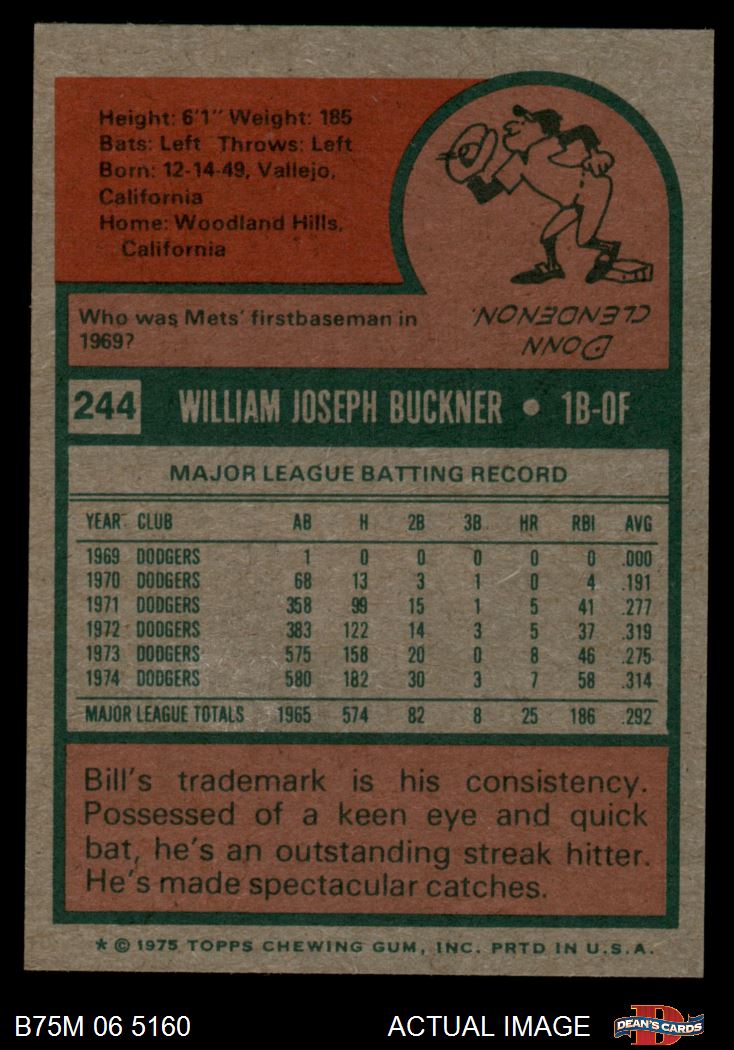 Height: 6'1" Weight: 185
Bats: Left Throws: Left
Born: 12-14-49, Vallejo,
California
Home: Woodland Hills,
California
Who was Mets' firstbaseman in
1969?
DONN
CLENDENON.
244 WILLIAM JOSEPH BUCKNER • 1B-OF
MAJOR LEAGUE BATTING RECORD
YEAR CLUB AB H 2B 3B HR RBI AVG
1969 DODGERS 1 0 0 0 0 0 .000
1970 DODGERS 68 13 3 1 0 4 .191
1971 DODGERS 358 99 15 1 5 41 .277
1972 DODGERS 383 122 14 3 5 37 .319
1973 DODGERS 575 158 20 0 8 46 .275
1974 DODGERS 580 182 30 3 7 58 .314
MAJOR LEAGUE TOTALS 1965 574 82 8 25 186 .292
Bill's trademark is his consistency.
Possessed of a keen eye and quick
bat, he's an outstanding streak hitter.
He's made spectacular catches.
* © 1975 TOPPS CHEWING GUM, INC. PRTD IN U.S.A.
B75M 06 5160 ACTUAL IMAGE
D
DEAN'S CARDS